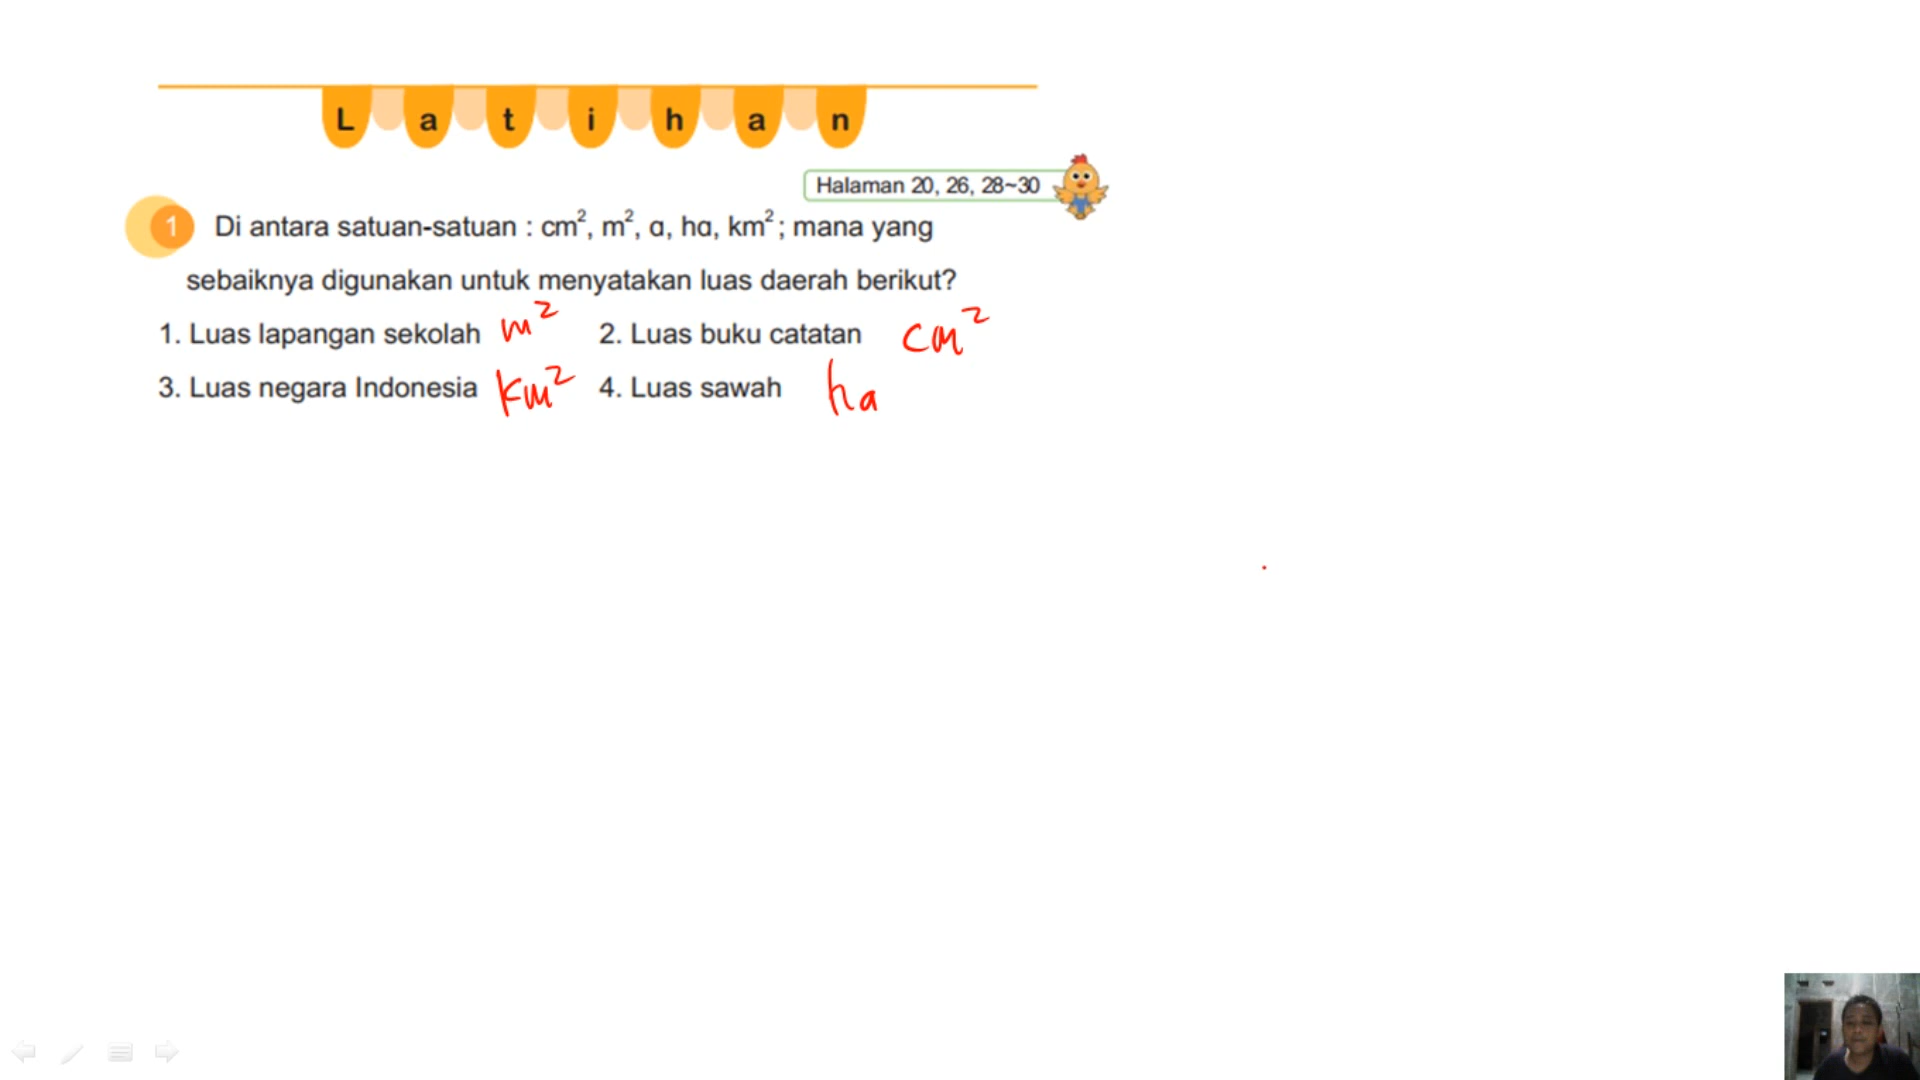 Latihan
Halaman 20, 26, 28~30
1 Di antara satuan-satuan : cm², m², a, ha, km² ; mana yang
sebaiknya digunakan untuk menyatakan luas daerah berikut?
1. Luas lapangan sekolah m² 2. Luas buku catatan cm²
3. Luas negara Indonesia km² 4. Luas sawah ha